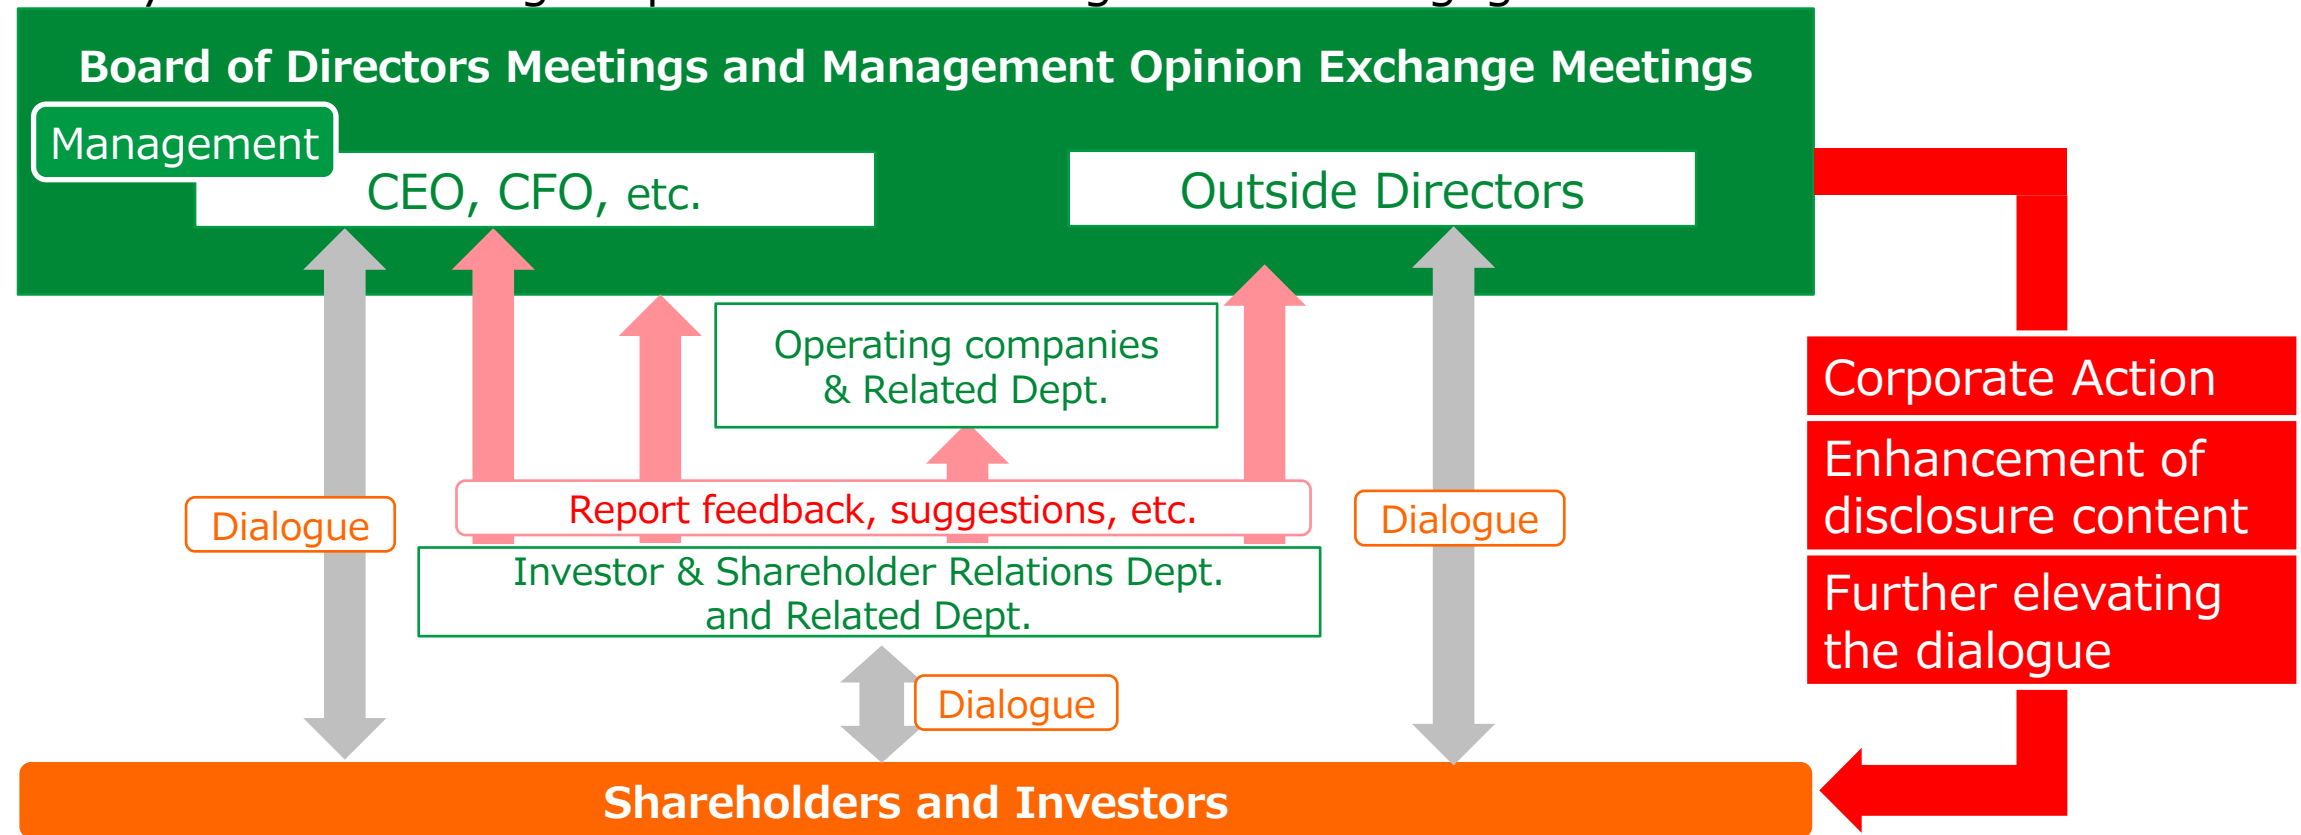 Board of Directors Meetings and Management Opinion Exchange Meetings
Management
CEO, CFO, etc.
Outside Directors
Operating companies
& Related Dept.
Corporate Action
Enhancement of
disclosure content
Report feedback, suggestions, etc.
Dialogue
Dialogue
Investor & Shareholder Relations Dept.
and Related Dept.
Further elevating
the dialogue
Dialogue
Shareholders and Investors